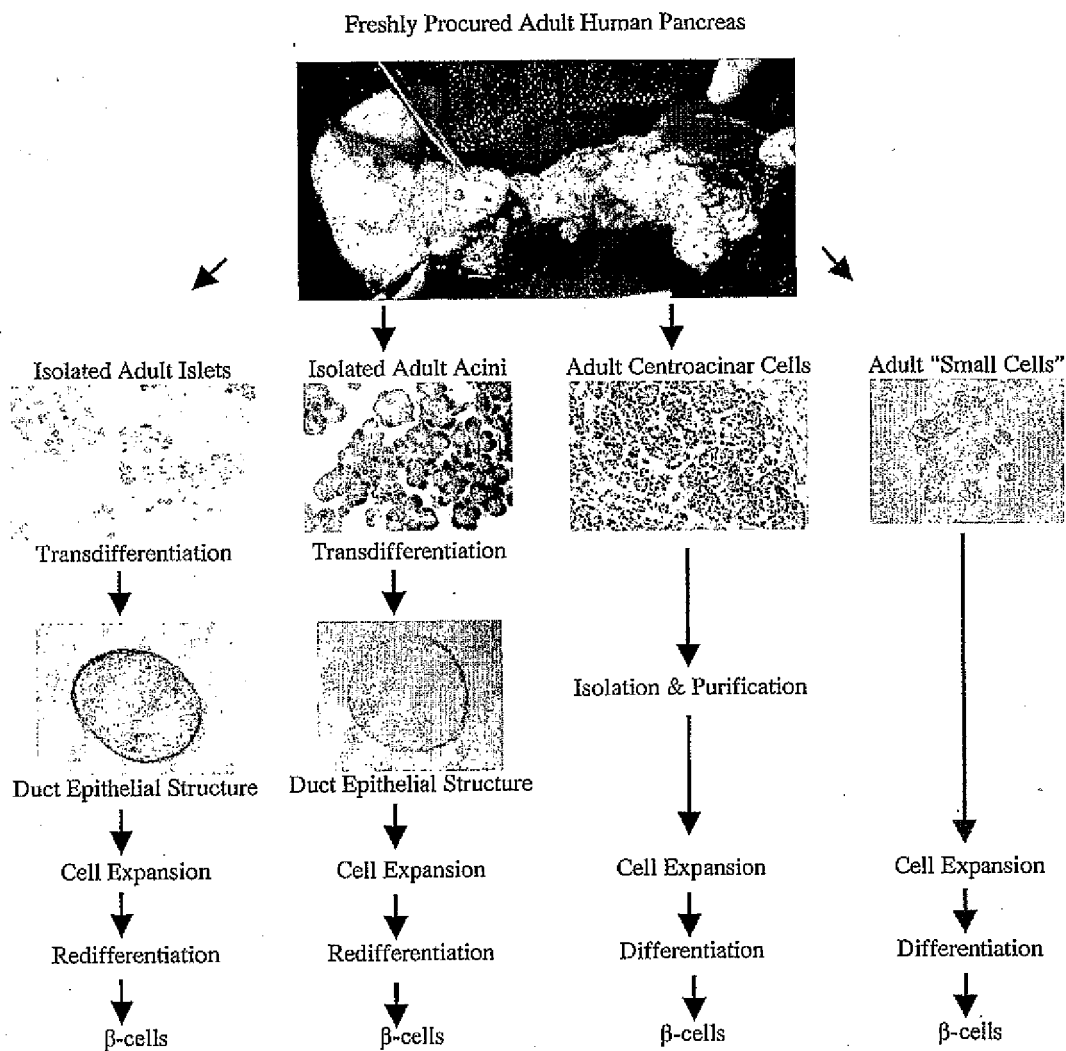 Freshly Procured Adult Human Pancreas
Isolated Adult Islets
Isolated Adult Acini
Adult Centroacinar Cells
Adult "Small Cells"
Transdifferentiation
Transdifferentiation
Isolation & Purification
Duct Epithelial Structure
Duct Epithelial Structure
Cell Expansion
Cell Expansion
Cell Expansion
Cell Expansion
Redifferentiation
Redifferentiation
Differentiation
Differentiation
β-cells
β-cells
β-cells
β-cells